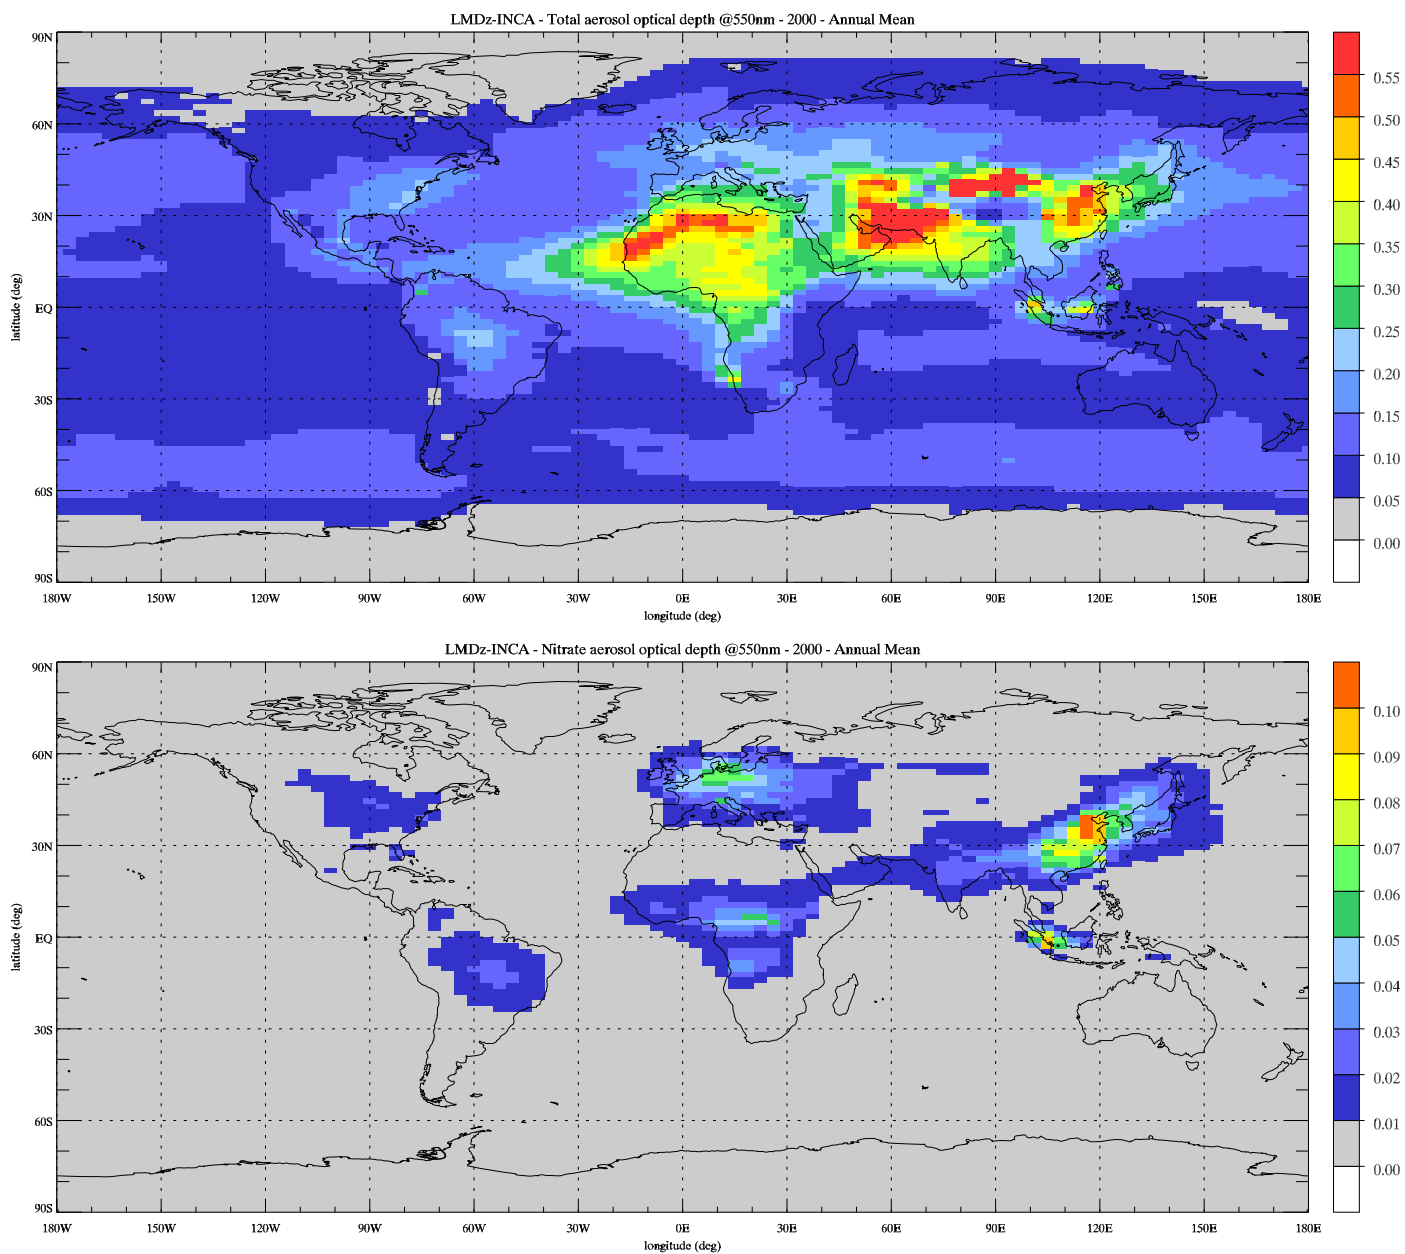 LMDz-INCA - Total aerosol optical depth @550nm - 2000 - Annual Mean
90N
60N
30N
EQ
30S
60S
90S
latitude (deg)
180W 150W 120W 90W 60W 30W 0E 30E 60E 90E 120E 150E 180E
longitude (deg)
0.55
0.50
0.45
0.40
0.35
0.30
0.25
0.20
0.15
0.10
0.05
0.00
LMDz-INCA - Nitrate aerosol optical depth @550nm - 2000 - Annual Mean
90N
60N
30N
EQ
30S
60S
90S
latitude (deg)
180W 150W 120W 90W 60W 30W 0E 30E 60E 90E 120E 150E 180E
longitude (deg)
0.10
0.09
0.08
0.07
0.06
0.05
0.04
0.03
0.02
0.01
0.00